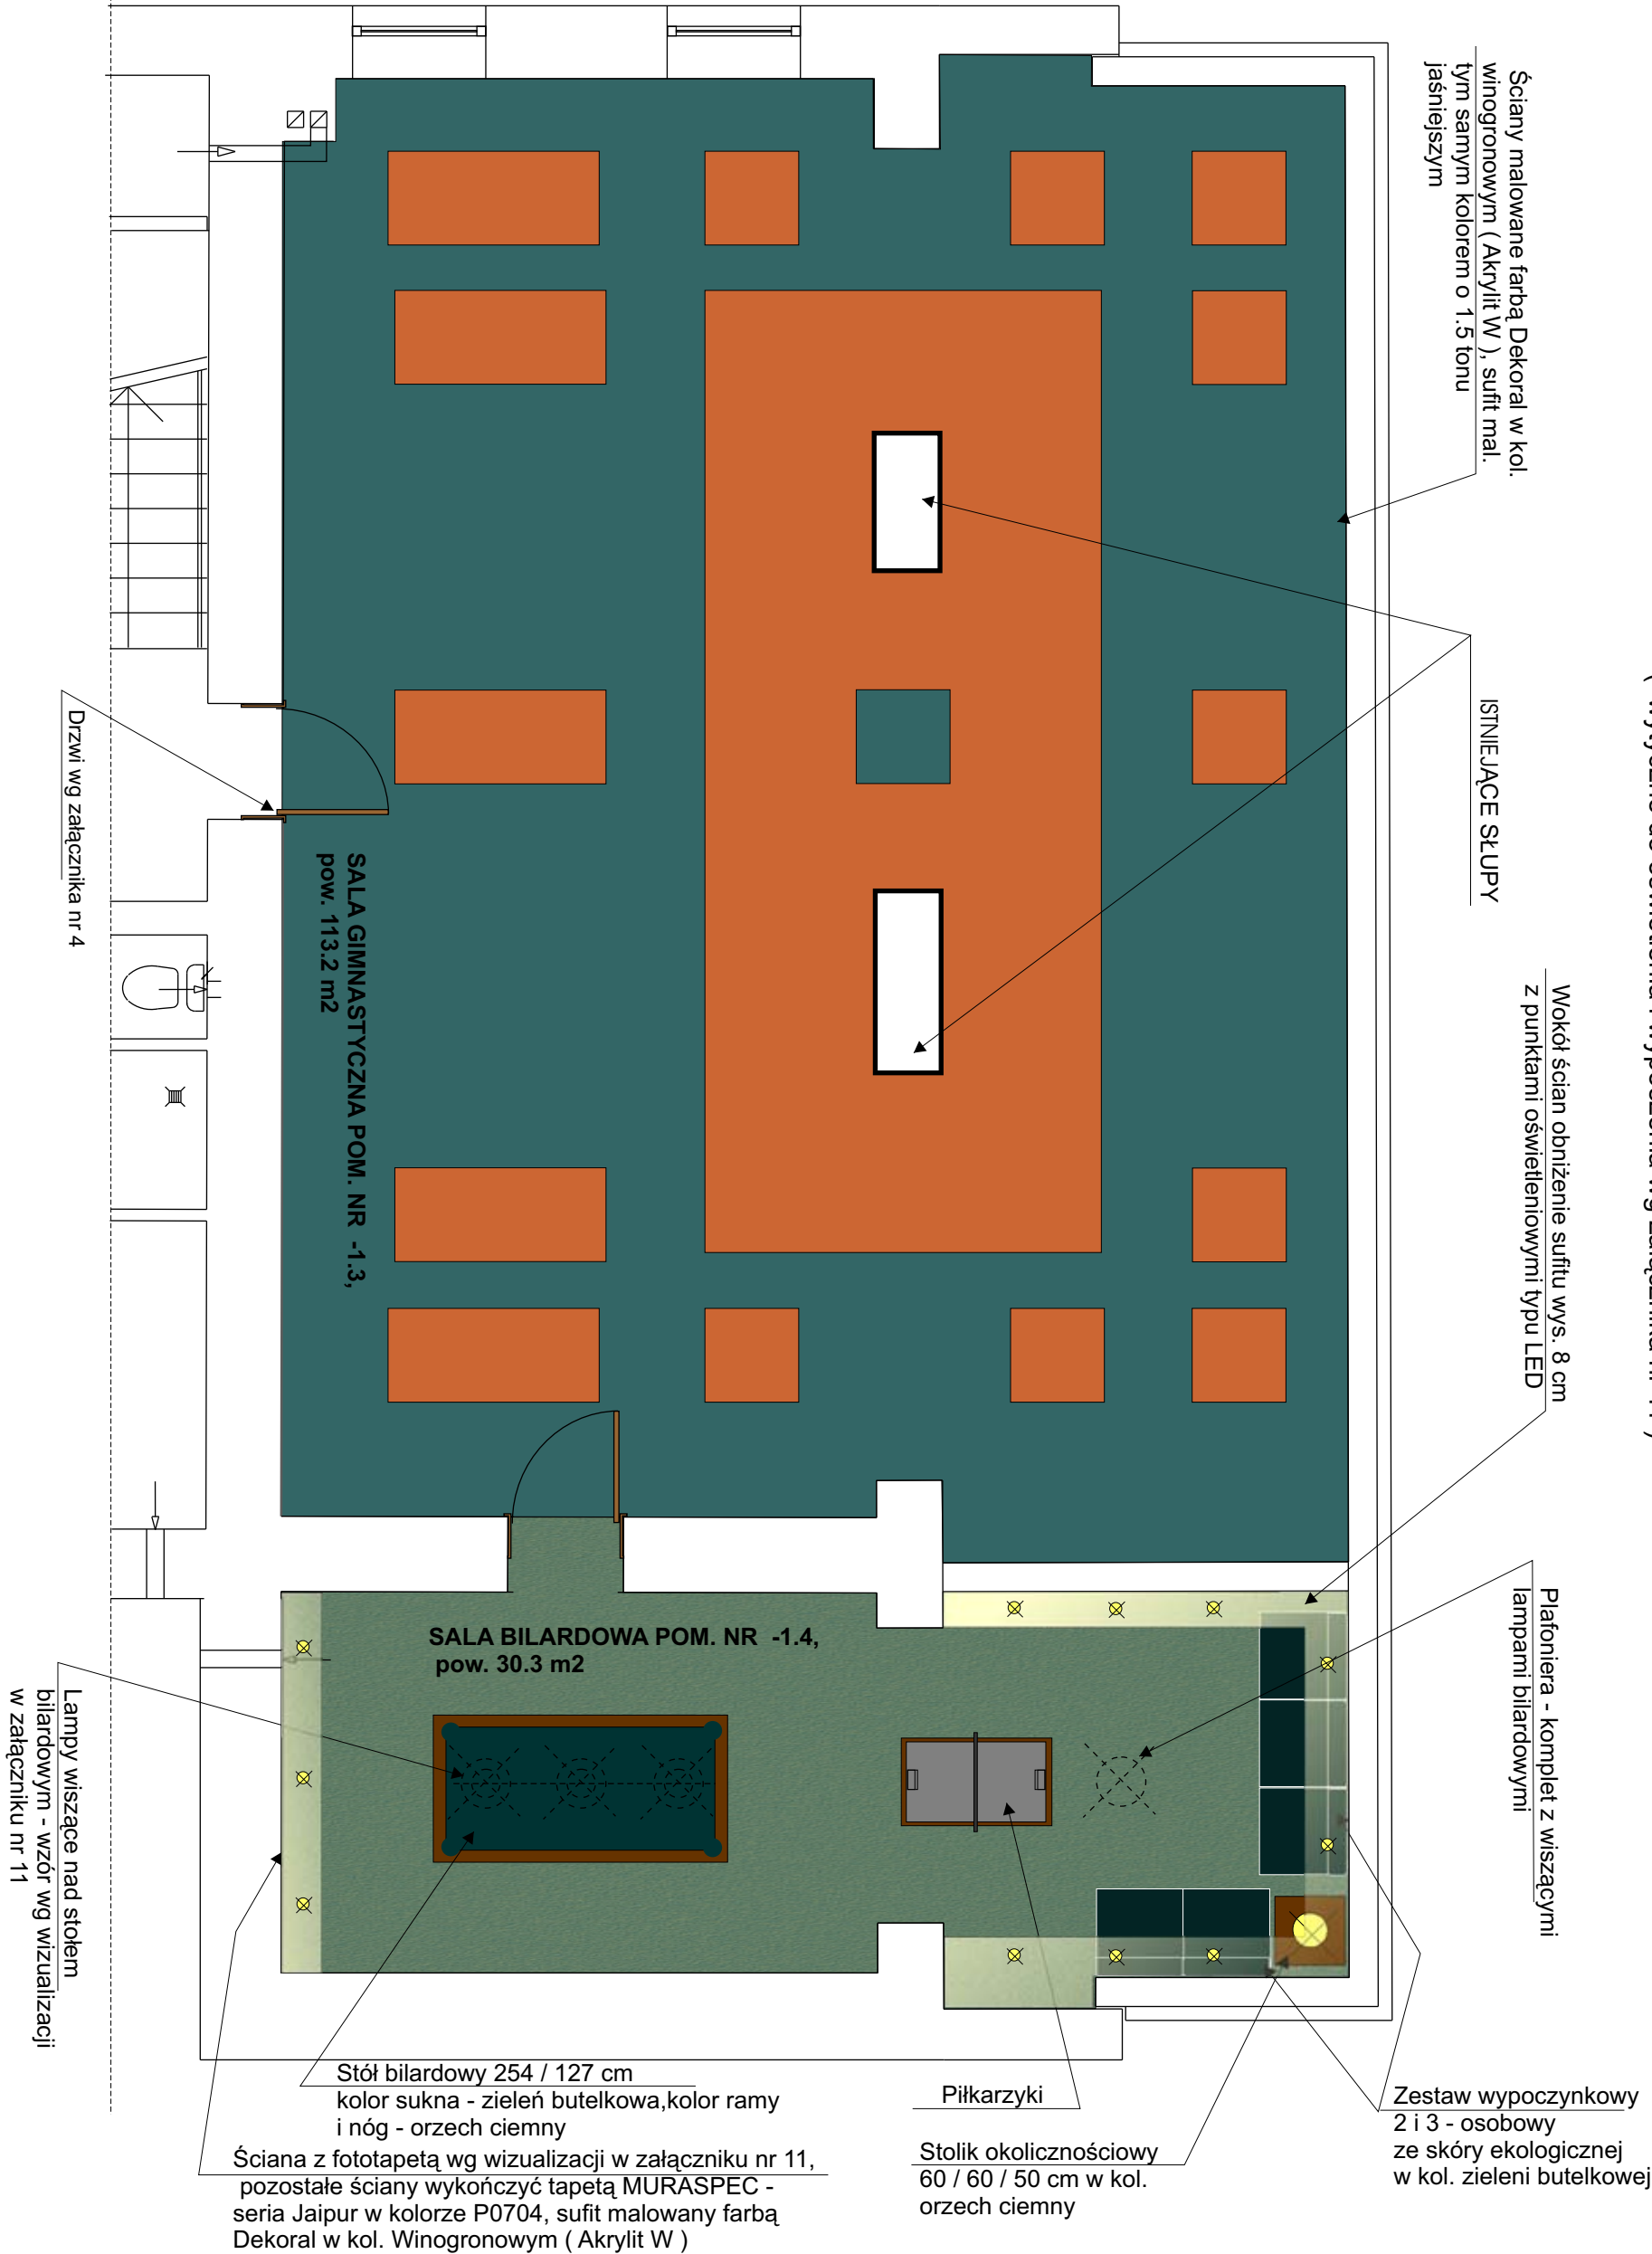 Ściany malowane farbą Dekoral w kol.
winogronowym ( Akrylit W ), sufit mal.
tym samym kolorem o 1.5 tonu
jaśniejszym
ISTNIEJĄCE SŁUPY
Wokół ścian obniżenie sufitu wys. 8 cm
z punktami oświetleniowymi typu LED
Plafoniera - komplet z wiszącymi
lampami bilardowymi
Drzwi wg załącznika nr 4
SALA GIMNASTYCZNA POM. NR -1.3,
pow. 113.2 m2
SALA BILARDOWA POM. NR -1.4,
pow. 30.3 m2
Lampy wiszące nad stołem
bilardowym - wzór wg wizualizacji
w załączniku nr 11
Stół bilardowy 254 / 127 cm
kolor sukna - zieleń butelkowa,kolor ramy
i nóg - orzech ciemny
Ściana z fototapetą wg wizualizacji w załączniku nr 11,
pozostałe ściany wykończyć tapetą MURASPEC -
seria Jaipur w kolorze P0704, sufit malowany farbą
Dekoral w kol. Winogronowym ( Akrylit W )
Piłkarzyki
Stolik okolicznościowy
60 / 60 / 50 cm w kol.
orzech ciemny
Zestaw wypoczynkowy
2 i 3 - osobowy
ze skóry ekologicznej
w kol. zieleni butelkowej